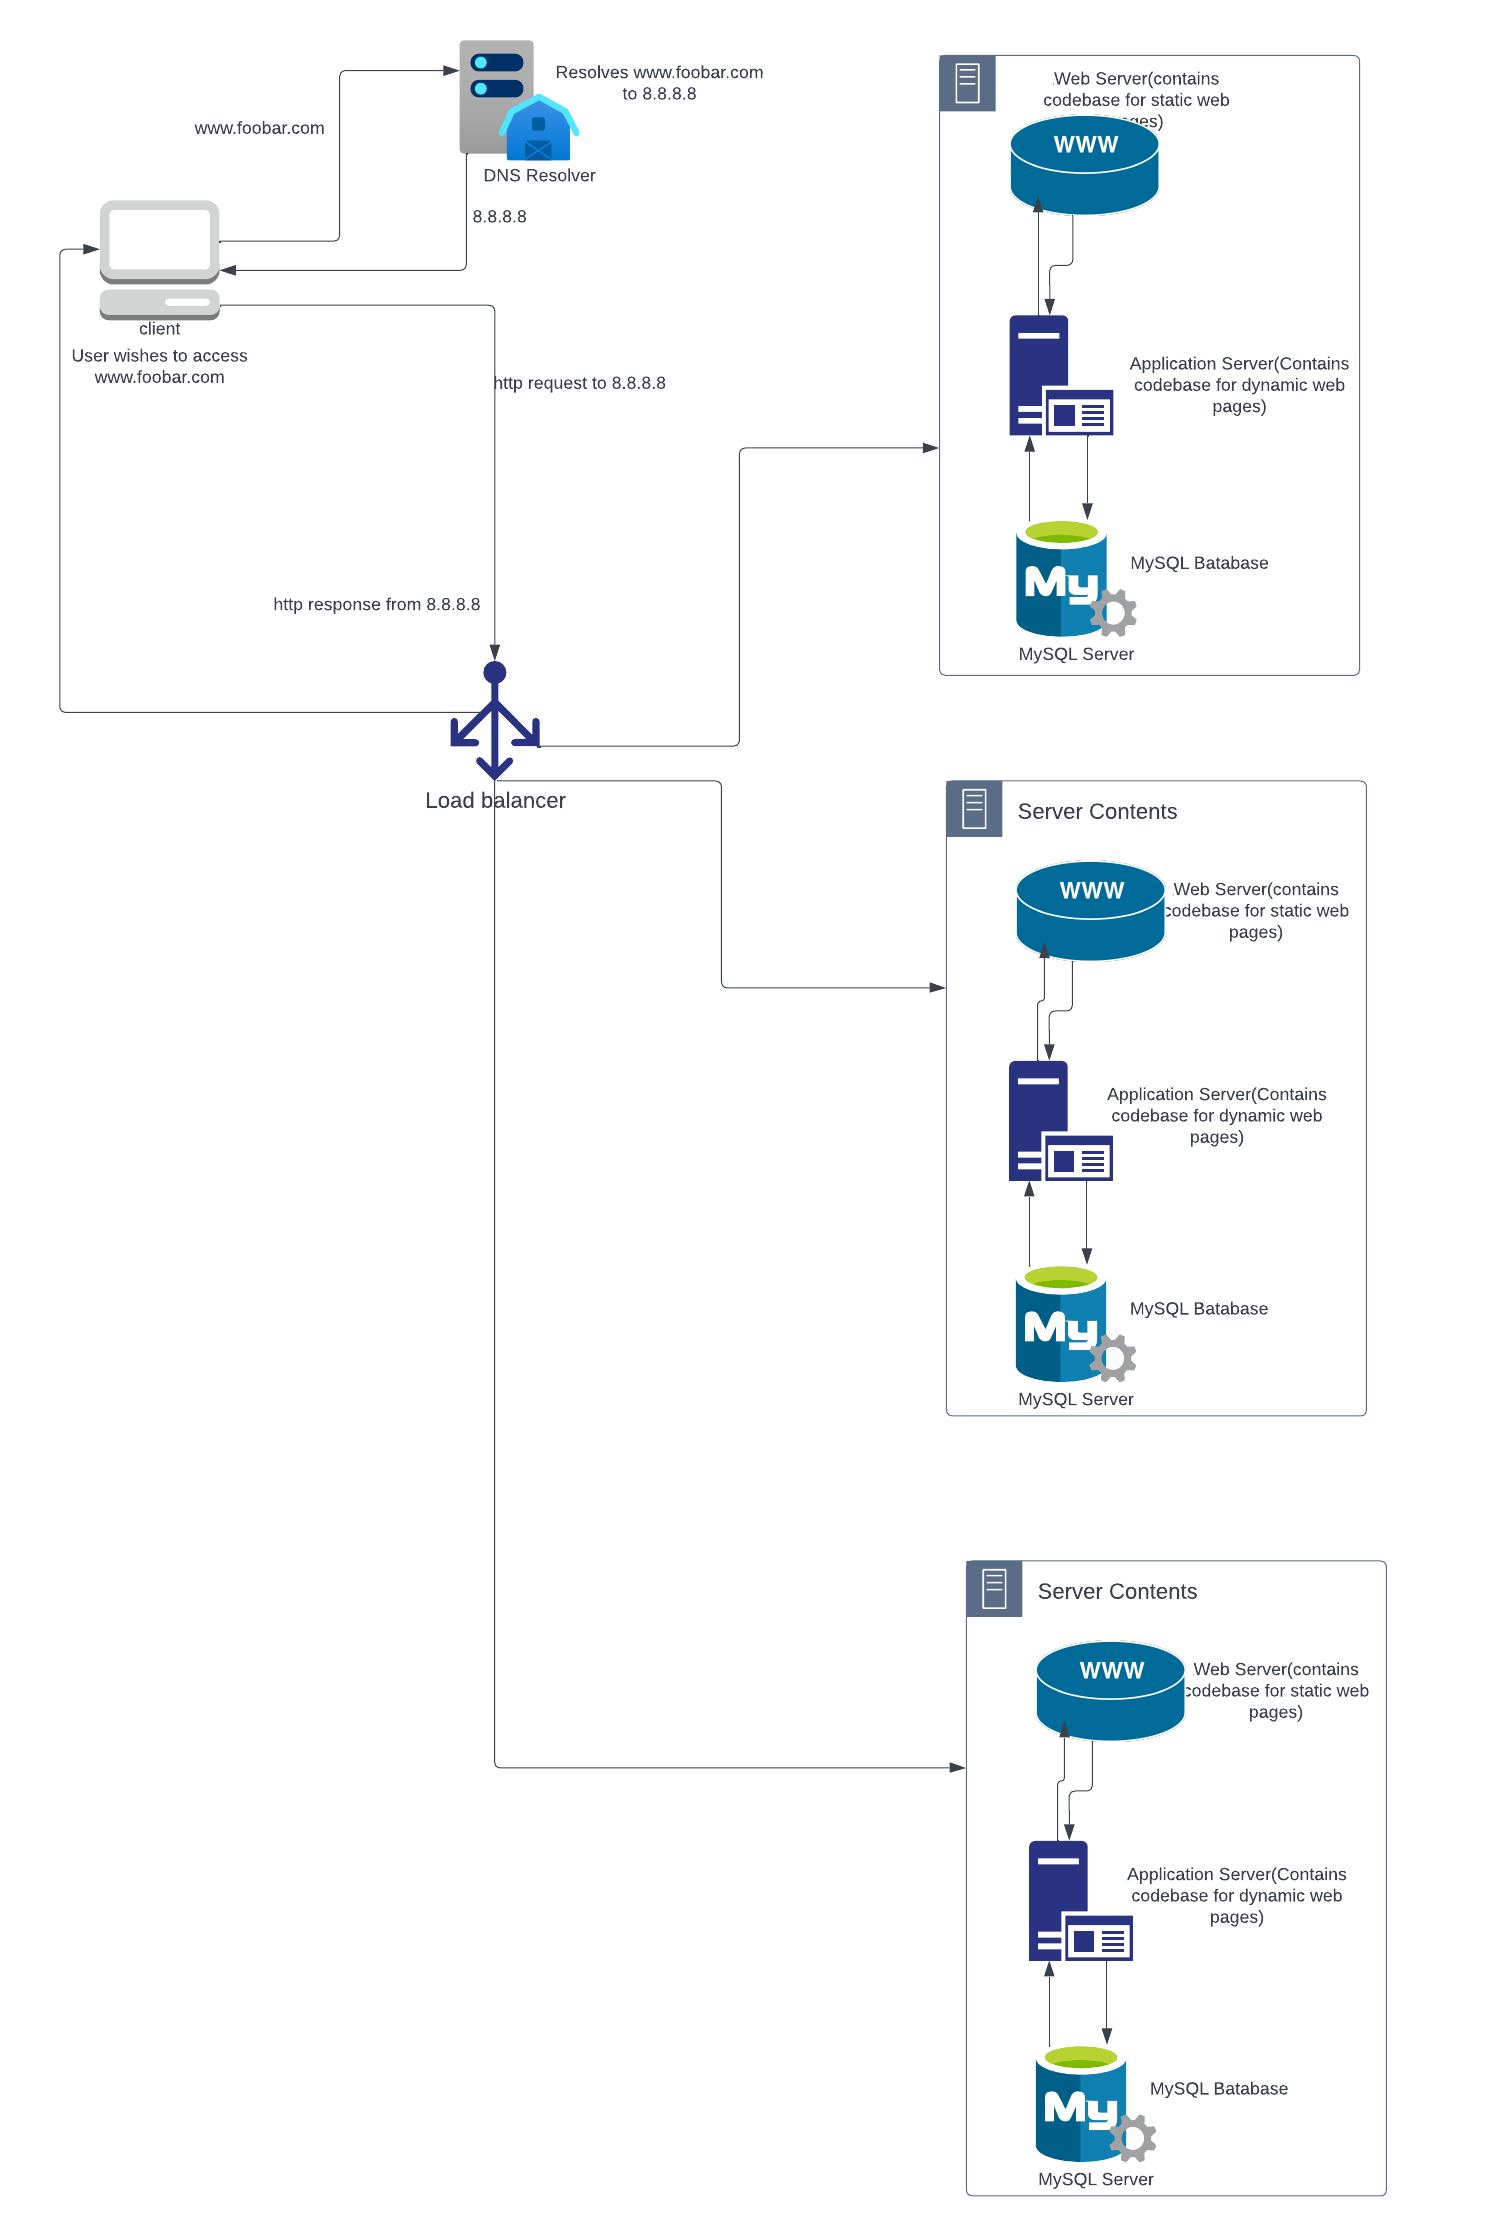 Resolves www.foobar.com
to 8.8.8.8
www.foobar.com
DNS Resolver
8.8.8.8
client
User wishes to access
www.foobar.com
http request to 8.8.8.8
http response from 8.8.8.8
Load balancer
Web Server(contains
codebase for static web
WWW
Application Server(Contains
codebase for dynamic web
pages)
My
MySQL Batabase
MySQL Server
Server Contents
WWW
Web Server(contains
codebase for static web
pages)
Application Server(Contains
codebase for dynamic web
pages)
My
MySQL Batabase
MySQL Server
Server Contents
WWW
Web Server(contains
codebase for static web
pages)
Application Server(Contains
codebase for dynamic web
pages)
My
MySQL Batabase
MySQL Server